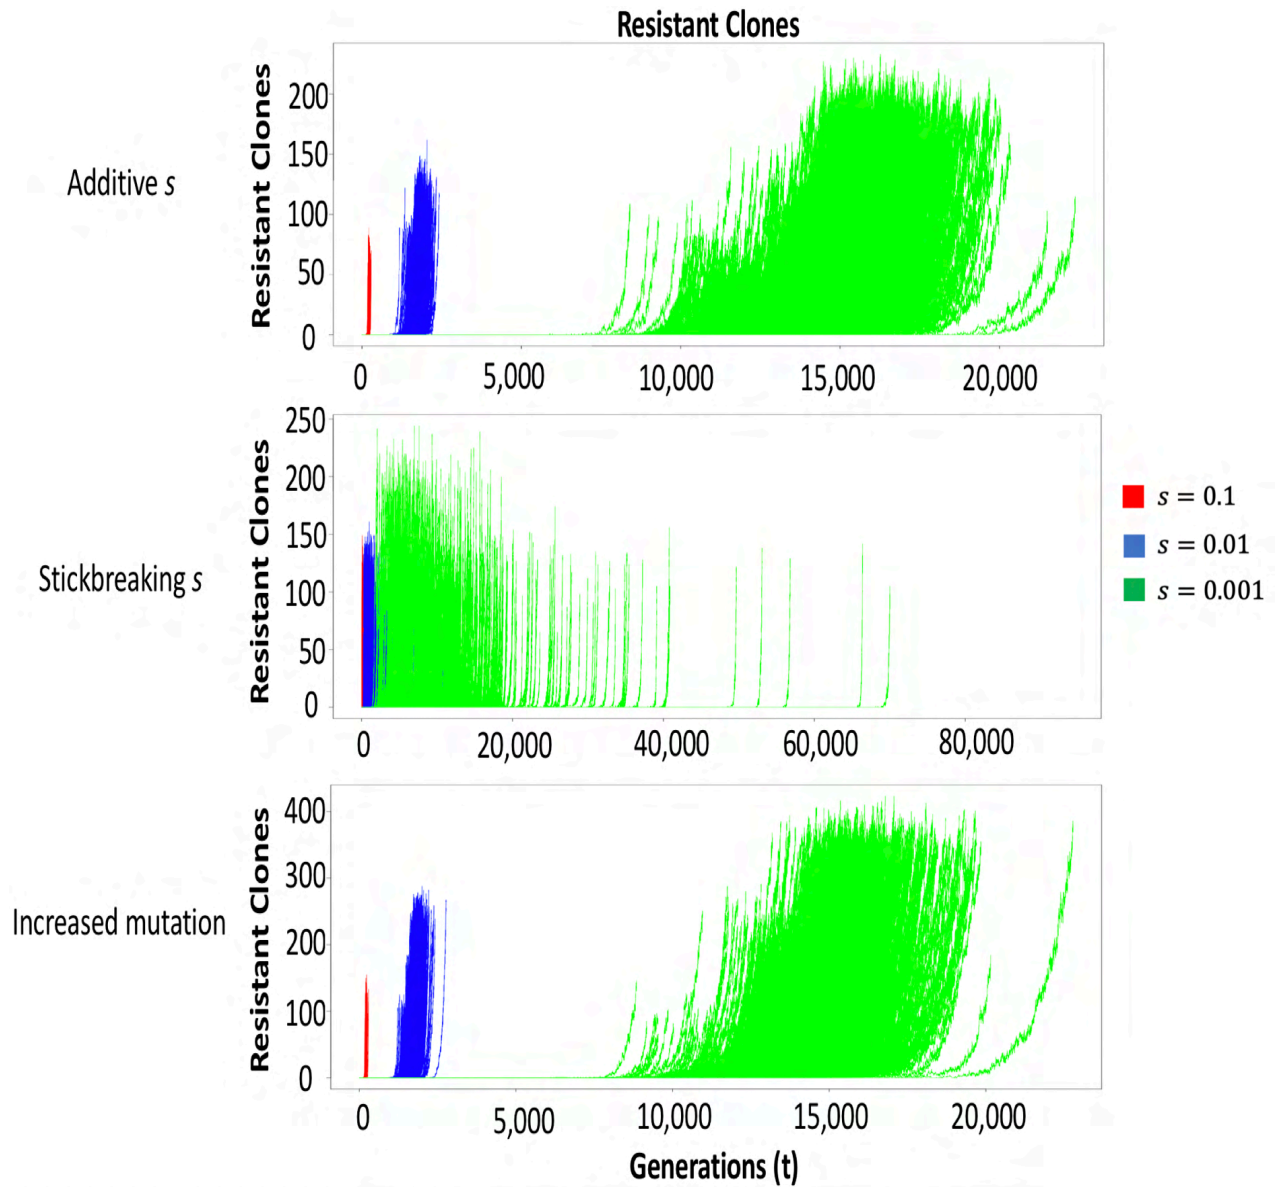 Resistant Clones
Additive s
Resistant Clones
200
150
100
50
0
0 5,000 10,000 15,000 20,000
Stickbreaking s
Resistant Clones
250
200
150
100
50
0
0 20,000 40,000 60,000 80,000
s = 0.1
s = 0.01
s = 0.001
Increased mutation
Resistant Clones
400
300
200
100
0
0 5,000 10,000 15,000 20,000
Generations (t)